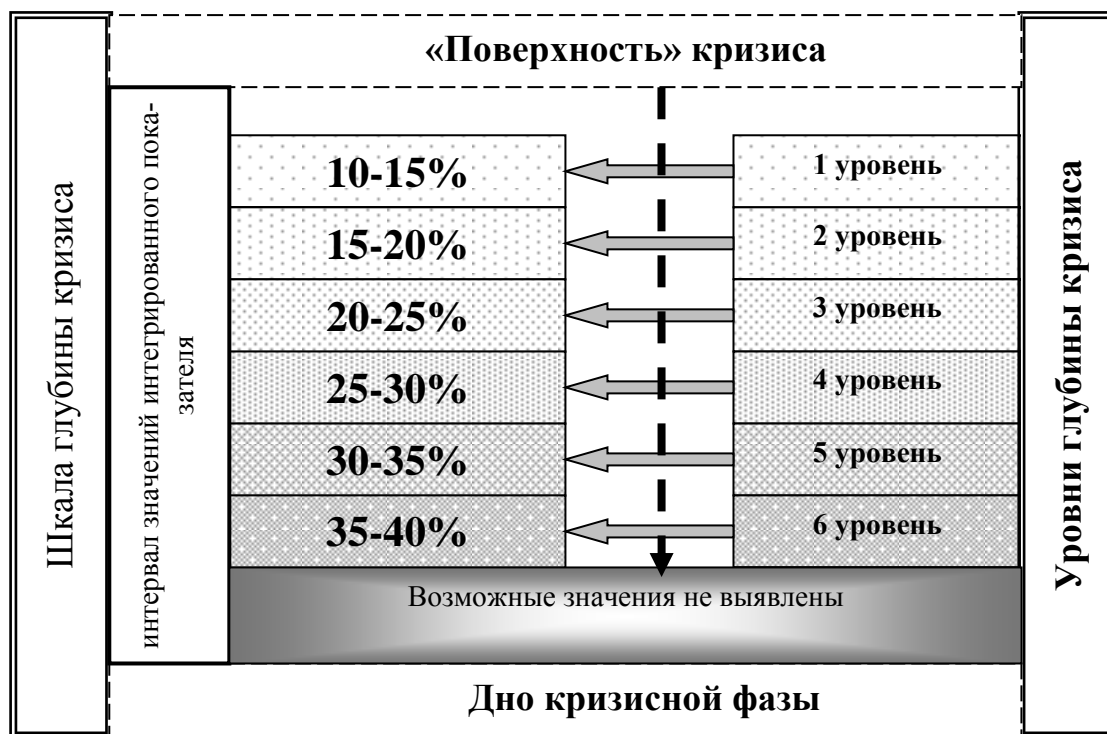 «Поверхность» кризиса
Шкала глубины кризиса
интервал значений интегрированного пока-
зателя
10-15%
1 уровень
15-20%
2 уровень
20-25%
3 уровень
25-30%
4 уровень
30-35%
5 уровень
35-40%
6 уровень
Уровни глубины кризиса
Возможные значения не выявлены
Дно кризисной фазы